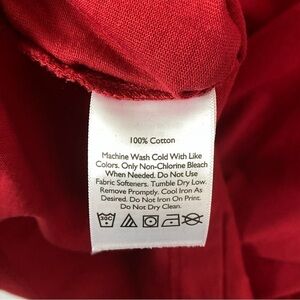 100% Cotton
Machine Wash Cold With Like
Colors. Only Non-Chlorine Bleach
When Needed. Do Not Use
Fabric Softeners. Tumble Dry Low.
Remove Promptly. Cool Iron As
Desired. Do Not Iron On Print.
Do Not Dry Clean.